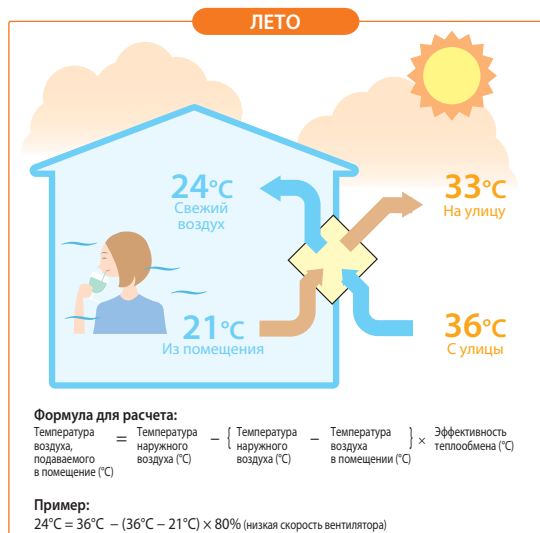 ЛЕТО
24°C
Свежий
воздух
33°C
На улицу
21°C
Из помещения
36°C
С улицы
Формула для расчета:
Температура воздуха, подаваемого в помещение (°C) = Температура наружного воздуха (°C) – { Температура наружного воздуха (°C) – Температура воздуха в помещении (°C) } × Эффективность теплообмена (°C)
Пример:
24°C = 36°C – (36°C – 21°C) × 80% (низкая скорость вентилятора)